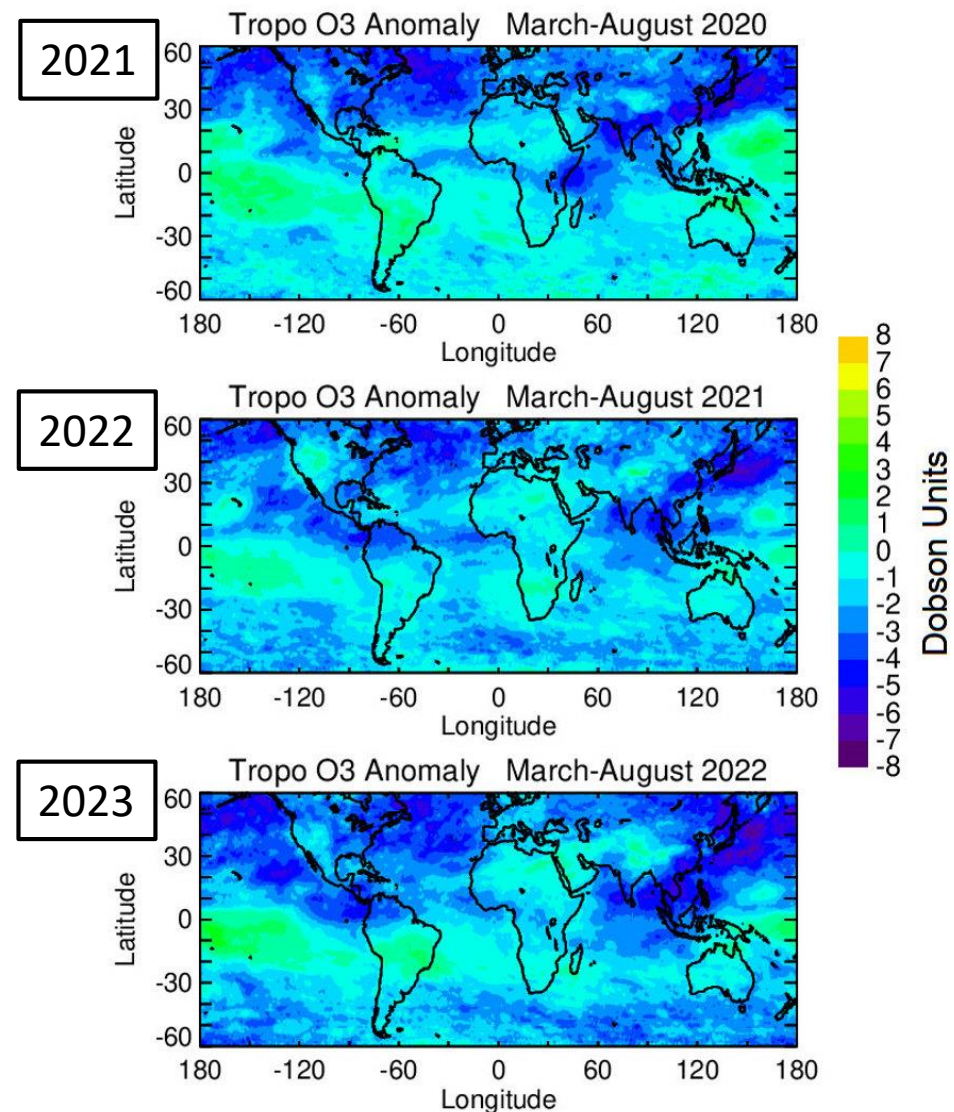 2021
Tropo O3 Anomaly March-August 2020
60
30
0
-30
-60
Latitude
180 -120 -60 0 60 120 180
Longitude
2022
Tropo O3 Anomaly March-August 2021
60
30
0
-30
-60
Latitude
180 -120 -60 0 60 120 180
Longitude
2023
Tropo O3 Anomaly March-August 2022
60
30
0
-30
-60
Latitude
180 -120 -60 0 60 120 180
Longitude
8
7
6
5
4
3
2
1
0
-1
-2
-3
-4
-5
-6
-7
-8
Dobson Units